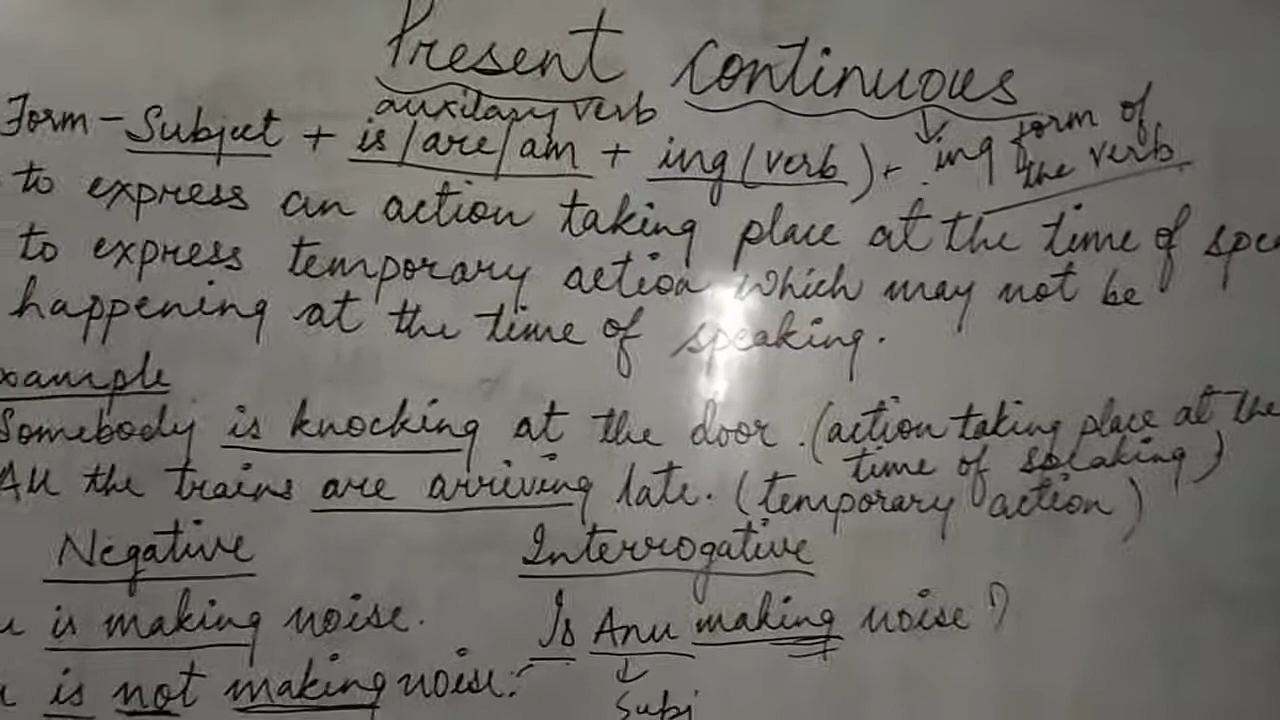 Present Continuous
auxilary verb
Form - Subject + is/are/am + ing (verb) - ing form of the verb
to express an action taking place at the time of spe
to express temporary action which may not be
happening at the time of speaking.
xample
Somebody is knocking at the door. (action taking place at the
time of speaking)
All the trains are arriving late. (temporary action)
Negative Interrogative
u is making noise. Is Anu making noise?
is not making noise.
Subj